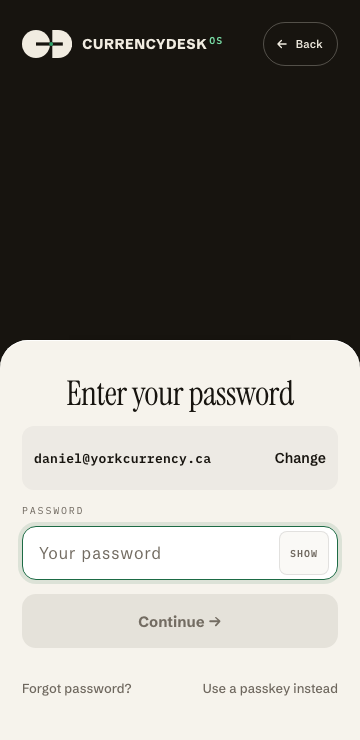 CURRENCYDESK OS
← Back
Enter your password
daniel@yorkcurrency.ca Change
PASSWORD
Your password SHOW
Continue →
Forgot password? Use a passkey instead